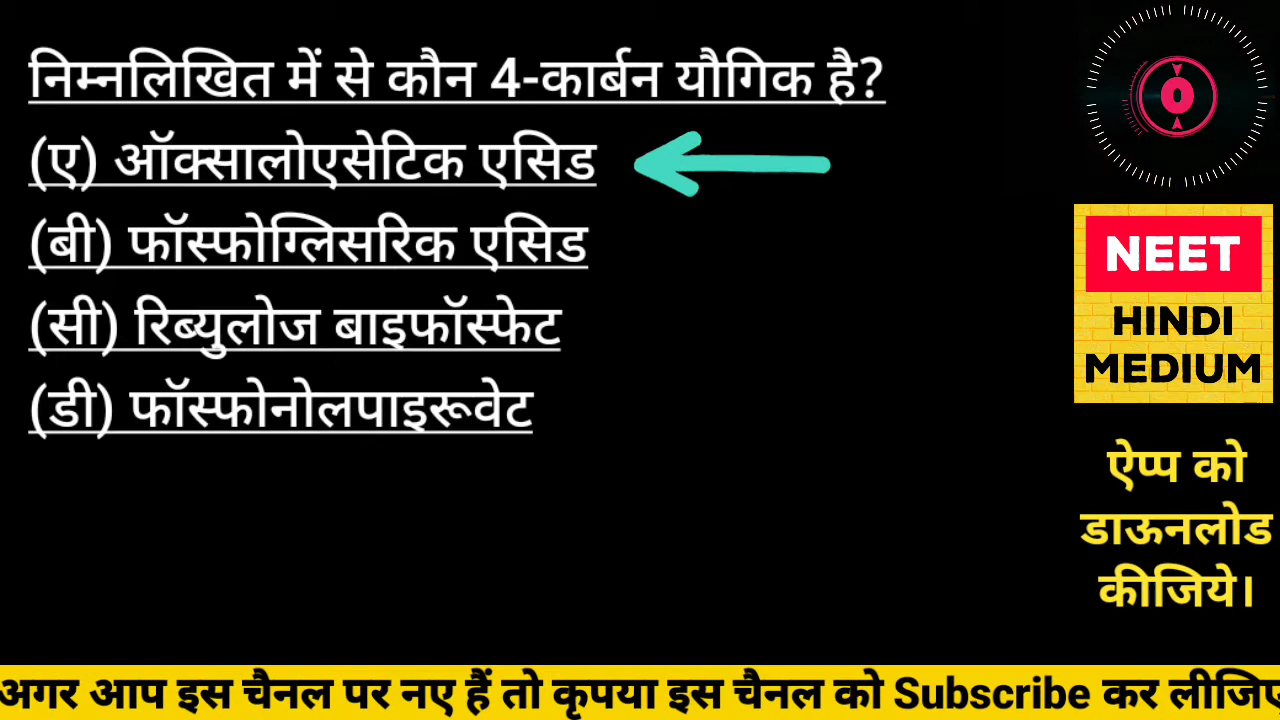 निम्नलिखित में से कौन 4-कार्बन यौगिक है?
(ए) ऑक्सालोएसेटिक एसिड
(बी) फॉस्फोग्लिसरिक एसिड
(सी) रिब्युलोज बाइफॉस्फेट
(डी) फॉस्फोनोलपाइरूवेट
0
NEET
HINDI
MEDIUM
ऐप्प को
डाऊनलोड
कीजिये।
अगर आप इस चैनल पर नए हैं तो कृपया इस चैनल को Subscribe कर लीजिए